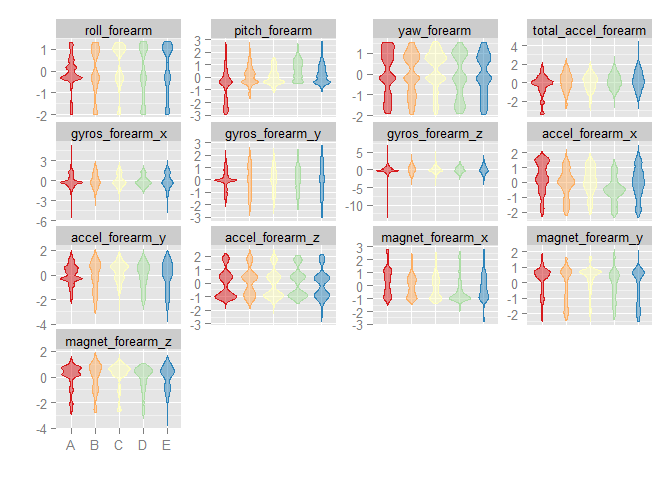 roll_forearm pitch_forearm yaw_forearm total_accel_forearm
1 0 -1 -2
3 2 1 0 -1 -2 -3
1 0 -1 -2
4 2 0 -2
gyros_forearm_x gyros_forearm_y gyros_forearm_z accel_forearm_x
3 0 -3 -6
3 2 1 0 -1 -2 -3
5 0 -5 -10
2 1 0 -1 -2
accel_forearm_y accel_forearm_z magnet_forearm_x magnet_forearm_y
2 0 -2 -4
2 1 0 -1 -2 -3
3 2 1 0 -1 -2 -3
2 1 0 -1 -2
magnet_forearm_z
2 0 -2 -4
A B C D E